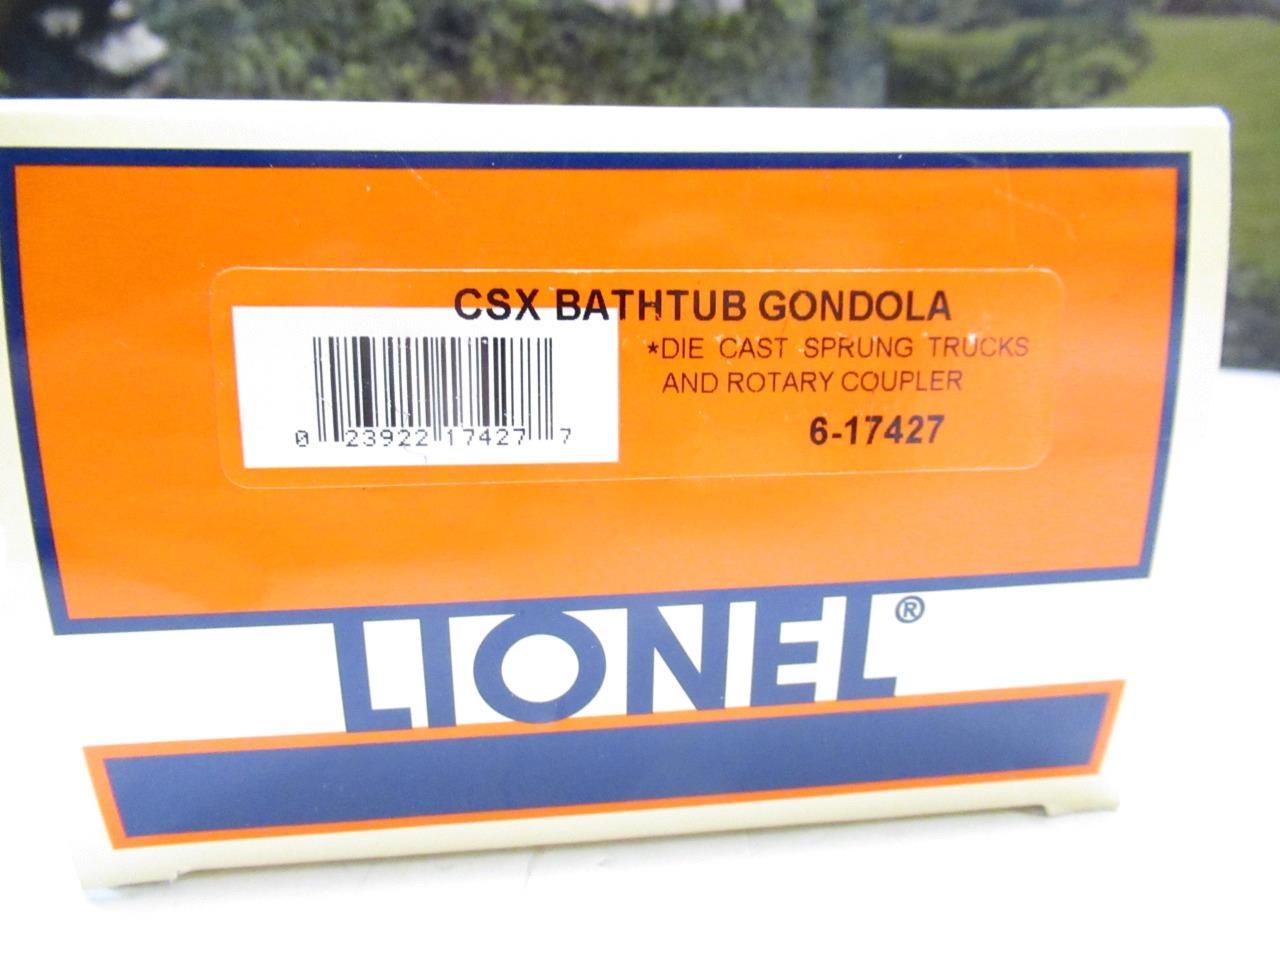 CSX BATHTUB GONDOLA
*DIE CAST SPRUNG TRUCKS
AND ROTARY COUPLER
6-17427
0 23922 17427 7
LIONEL®